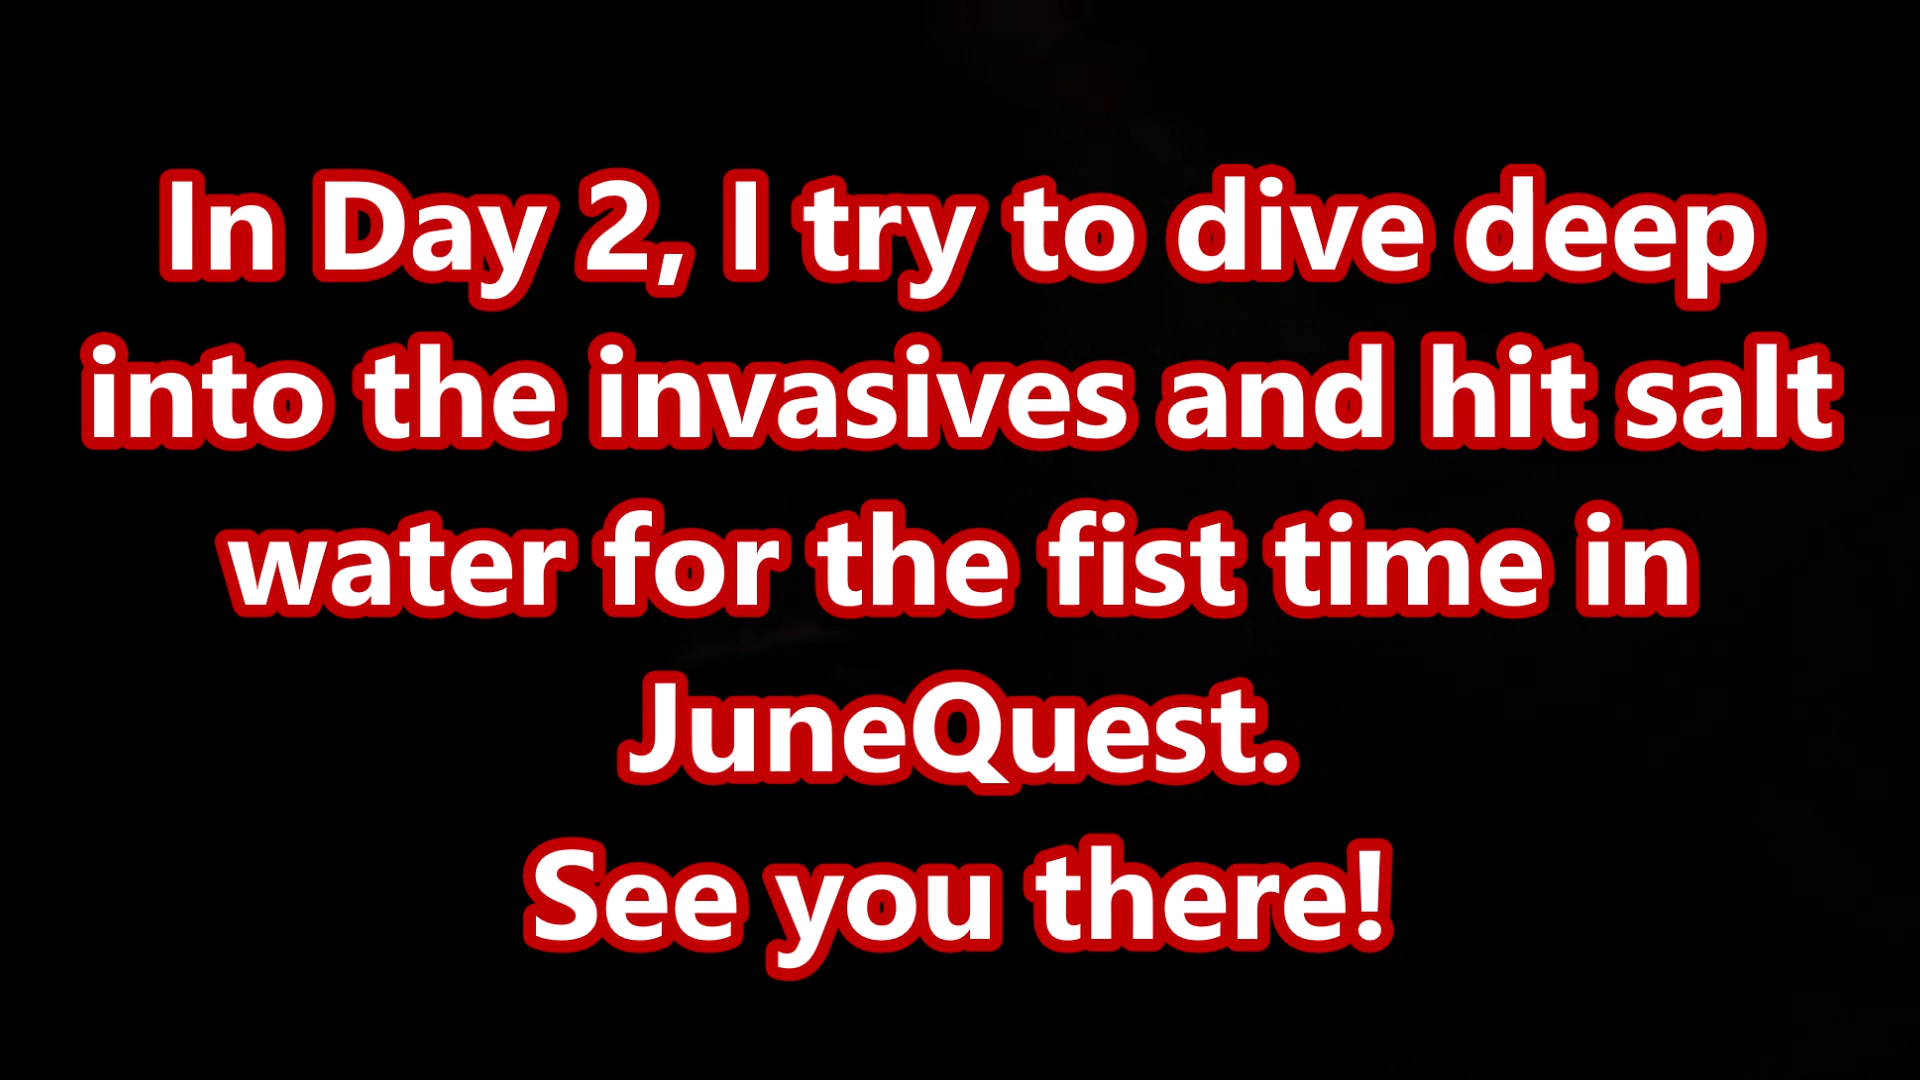 In Day 2, I try to dive deep
into the invasives and hit salt
water for the fist time in
JuneQuest.
See you there!